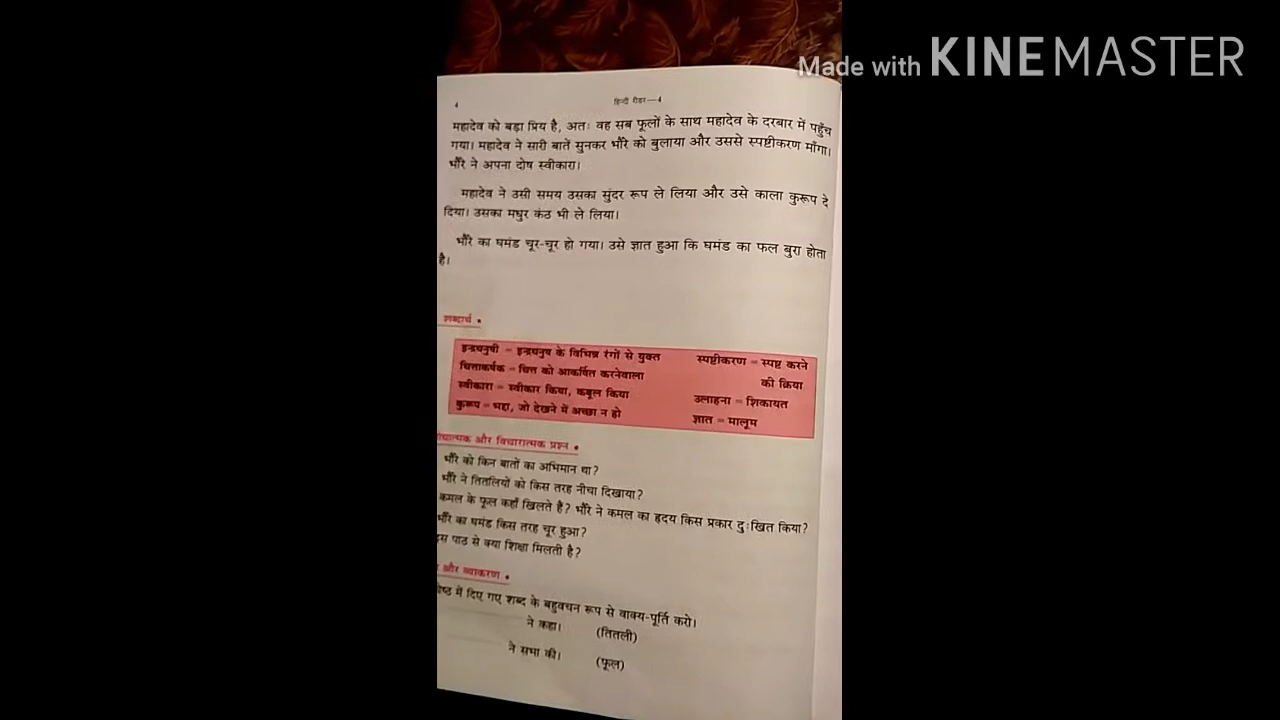 Made with KINEMASTER
4
हिन्दी रीडर—4
महादेव को बड़ा प्रिय है, अतः वह सब फूलों के साथ महादेव के दरबार में पहुँच
गया। महादेव ने सारी बातें सुनकर भौंरे को बुलाया और उससे स्पष्टीकरण माँगा।
भौंरे ने अपना दोष स्वीकारा।
महादेव ने उसी समय उसका सुंदर रूप ले लिया और उसे काला कुरूप दे
दिया। उसका मधुर कंठ भी ले लिया।
भौंरे का घमंड चूर-चूर हो गया। उसे ज्ञात हुआ कि घमंड का फल बुरा होता
है।
शब्दार्थ •
इन्द्रधनुषी = इन्द्रधनुष के विभिन्न रंगों से युक्त
चित्ताकर्षक = चित्त को आकर्षित करनेवाला
स्वीकारा = स्वीकार किया, कबूल किया
कुरूप = भद्दा, जो देखने में अच्छा न हो
स्पष्टीकरण = स्पष्ट करने
की क्रिया
उलाहना = शिकायत
ज्ञात = मालूम
और विचारात्मक प्रश्न •
भौंरे को किन बातों का अभिमान था?
भौंरे ने तितलियों को किस तरह नीचा दिखाया?
कमल के फूल कहाँ खिलते हैं? भौंरे ने कमल का हृदय किस प्रकार दुःखित किया?
भौंरे का घमंड किस तरह चूर हुआ?
इस पाठ से क्या शिक्षा मिलती है?
और व्याकरण •
में दिए गए शब्द के बहुवचन रूप से वाक्य-पूर्ति करो।
ने कहा। (तितली)
ने सभा की। (फूल)